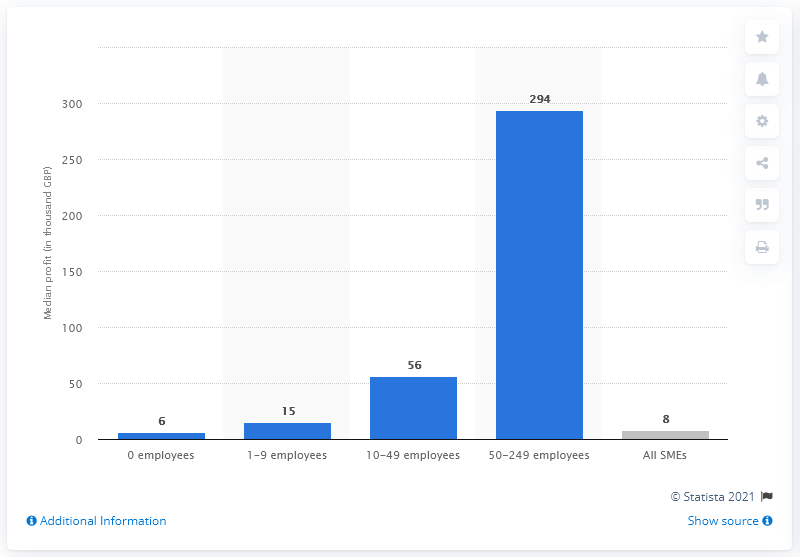 Median profit (in thousand GBP)
300
250
200
150
100
50
0
6
15
56
294
8
0 employees
1–9 employees
10–49 employees
50–249 employees
All SMEs
© Statista 2021
Additional Information
Show source